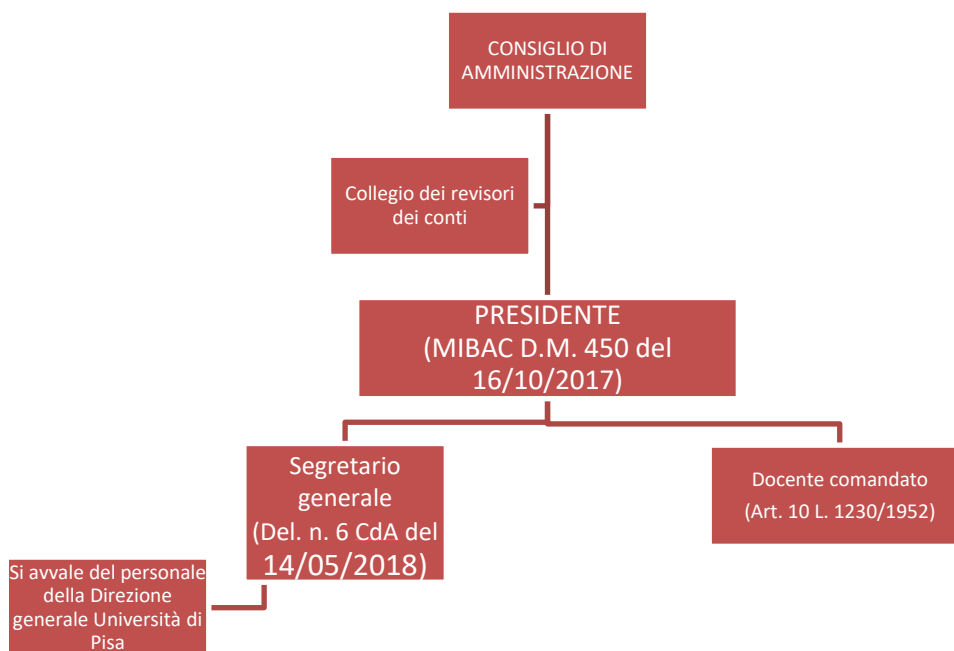 CONSIGLIO DI
AMMINISTRAZIONE
Collegio dei revisori
dei conti
PRESIDENTE
(MIBAC D.M. 450 del
16/10/2017)
Segretario
generale
(Del. n. 6 CdA del
14/05/2018)
Docente comandato
(Art. 10 L. 1230/1952)
Si avvale del personale
della Direzione
generale Università di
Pisa